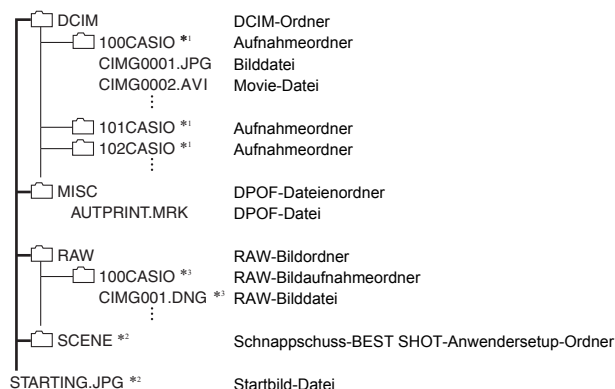 DCIM DCIM-Ordner
100CASIO *1 Aufnahmeordner
CIMG0001.JPG Bilddatei
CIMG0002.AVI Movie-Datei
101CASIO *1 Aufnahmeordner
102CASIO *1 Aufnahmeordner
MISC DPOF-Dateienordner
AUTPRINT.MRK DPOF-Datei
RAW RAW-Bildordner
100CASIO *3 RAW-Bildaufnahmeordner
CIMG001.DNG *3 RAW-Bilddatei
SCENE *2 Schnappschuss-BEST SHOT-Anwendersetup-Ordner
STARTING.JPG *2 Startbild-Datei